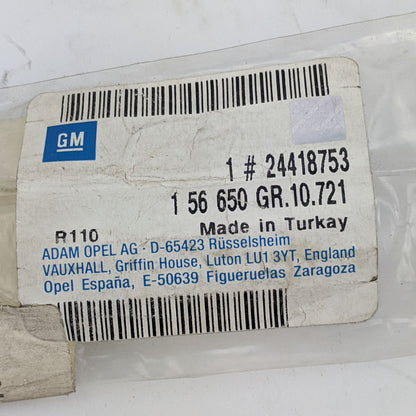 GM
1 # 24418753
1 56 650 GR.10.721
R110 Made in Turkay
ADAM OPEL AG - D-65423 Rüsselsheim
VAUXHALL, Griffin House, Luton LU1 3YT, England
Opel España, E-50639 Figueruelas Zaragoza